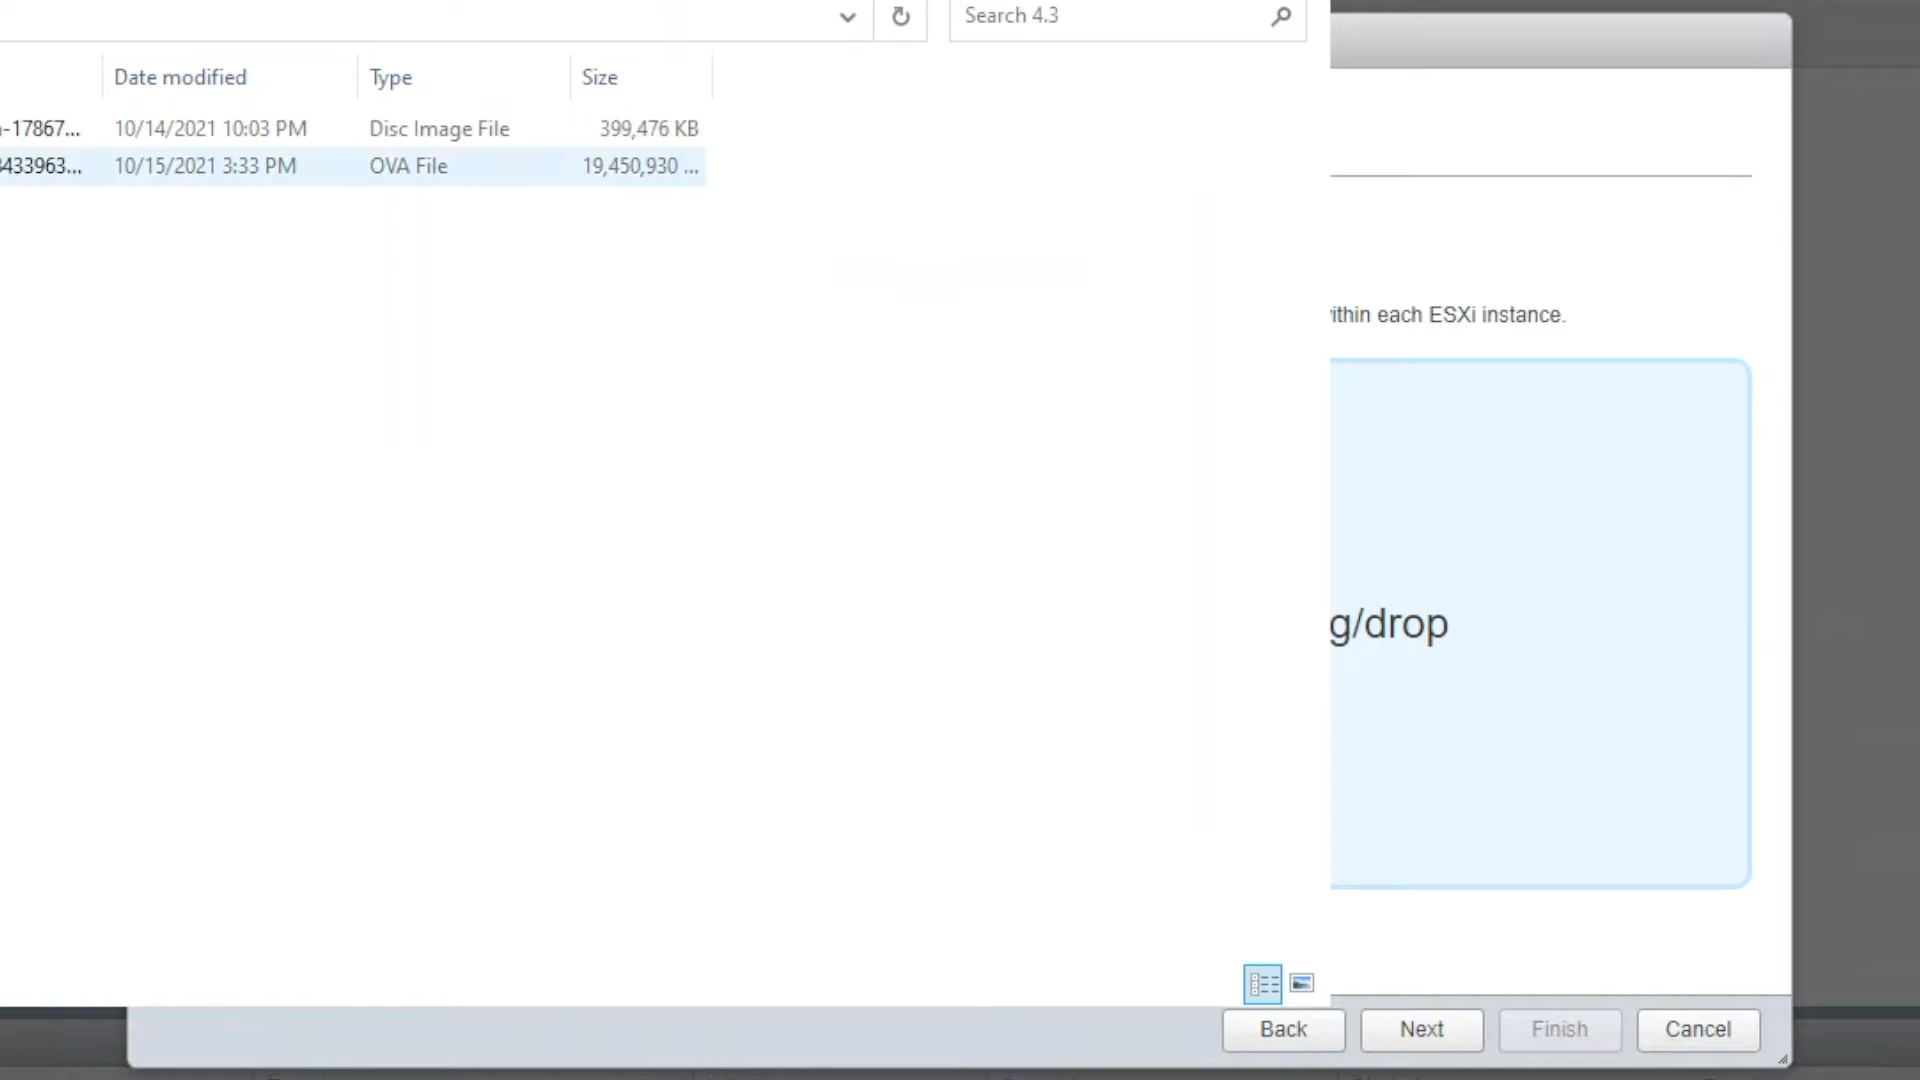 Search 4.3
Date modified Type Size
-17867... 10/14/2021 10:03 PM Disc Image File 399,476 KB
433963... 10/15/2021 3:33 PM OVA File 19,450,930 ...
ithin each ESXi instance.
g/drop
Back Next Finish Cancel